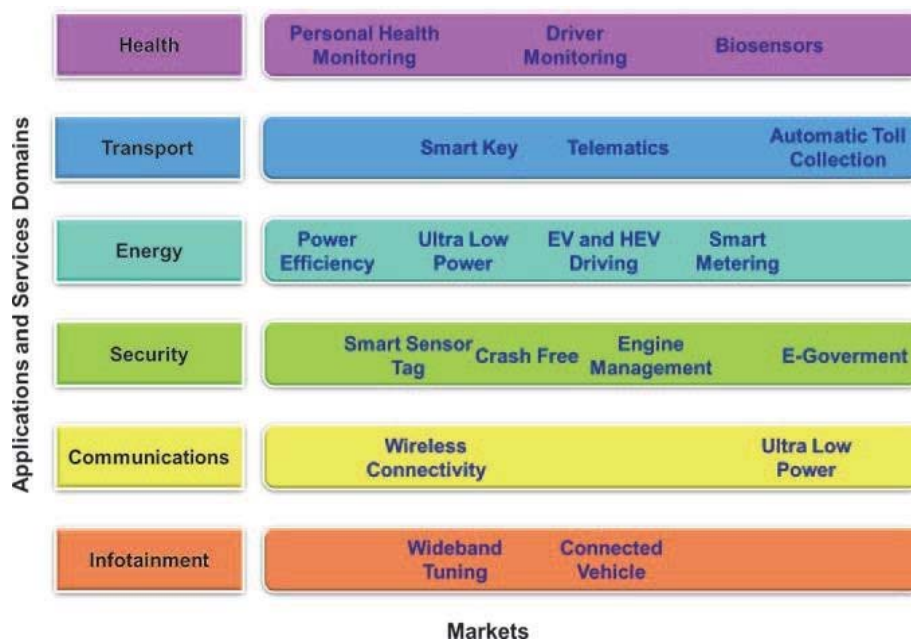 Applications and Services Domains
Health
Personal Health
Monitoring
Driver
Monitoring
Biosensors
Transport
Smart Key
Telematics
Automatic Toll
Collection
Energy
Power
Efficiency
Ultra Low
Power
EV and HEV
Driving
Smart
Metering
Security
Smart Sensor
Tag
Crash Free
Engine
Management
E-Goverment
Communications
Wireless
Connectivity
Ultra Low
Power
Infotainment
Wideband
Tuning
Connected
Vehicle
Markets